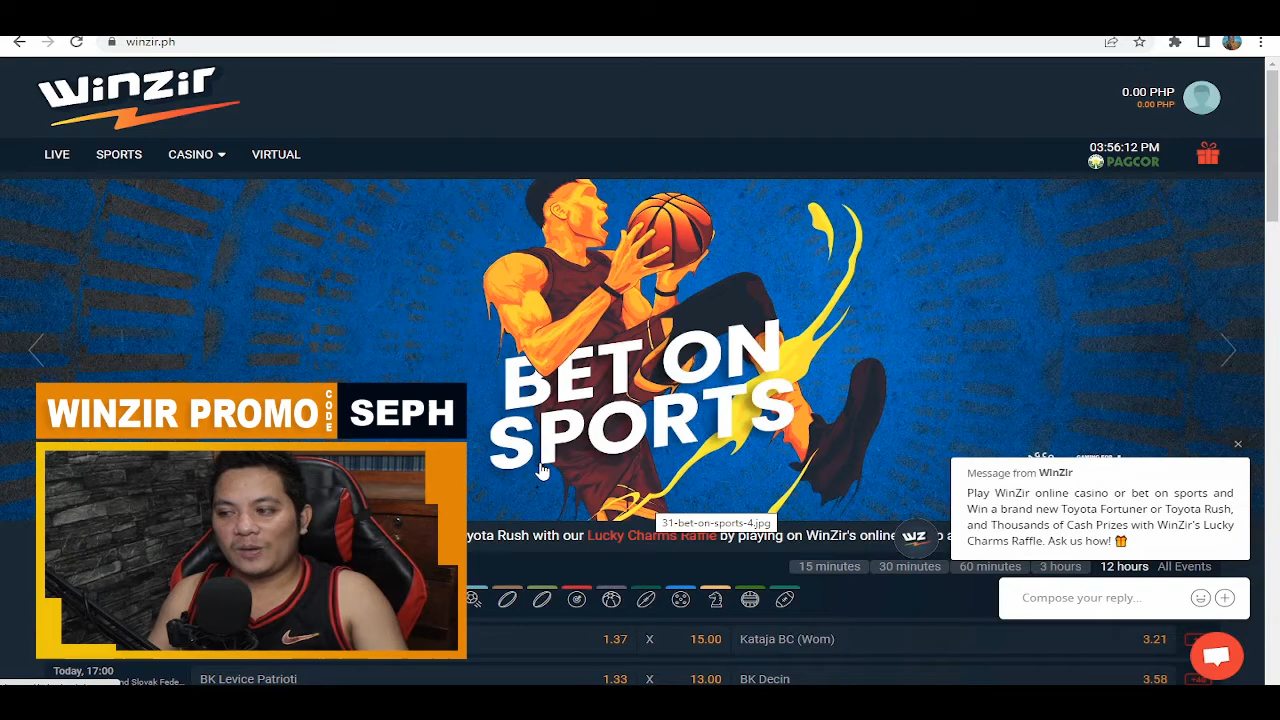 winzir.ph
WinZir
0.00 PHP
0.00 PHP
LIVE SPORTS CASINO VIRTUAL
03:56:12 PM
PAGCOR
BET ON
SPORTS
WINZIR PROMO CODE SEPH
31-bet-on-sports-4.jpg
Message from WInZir
Play WinZir online casino or bet on sports and
Win a brand new Toyota Fortuner or Toyota Rush,
and Thousands of Cash Prizes with WinZir's Lucky
Charms Raffle. Ask us how!
Rush with our Lucky Charms Raffle by playing on WinZir's online
WZ
15 minutes 30 minutes 60 minutes 3 hours 12 hours All Events
Compose your reply...
1.37 X 15.00 Kataja BC (Wom) 3.21
Today, 17:00
BK Levice Patrioti 1.33 X 13.00 BK Decin 3.58